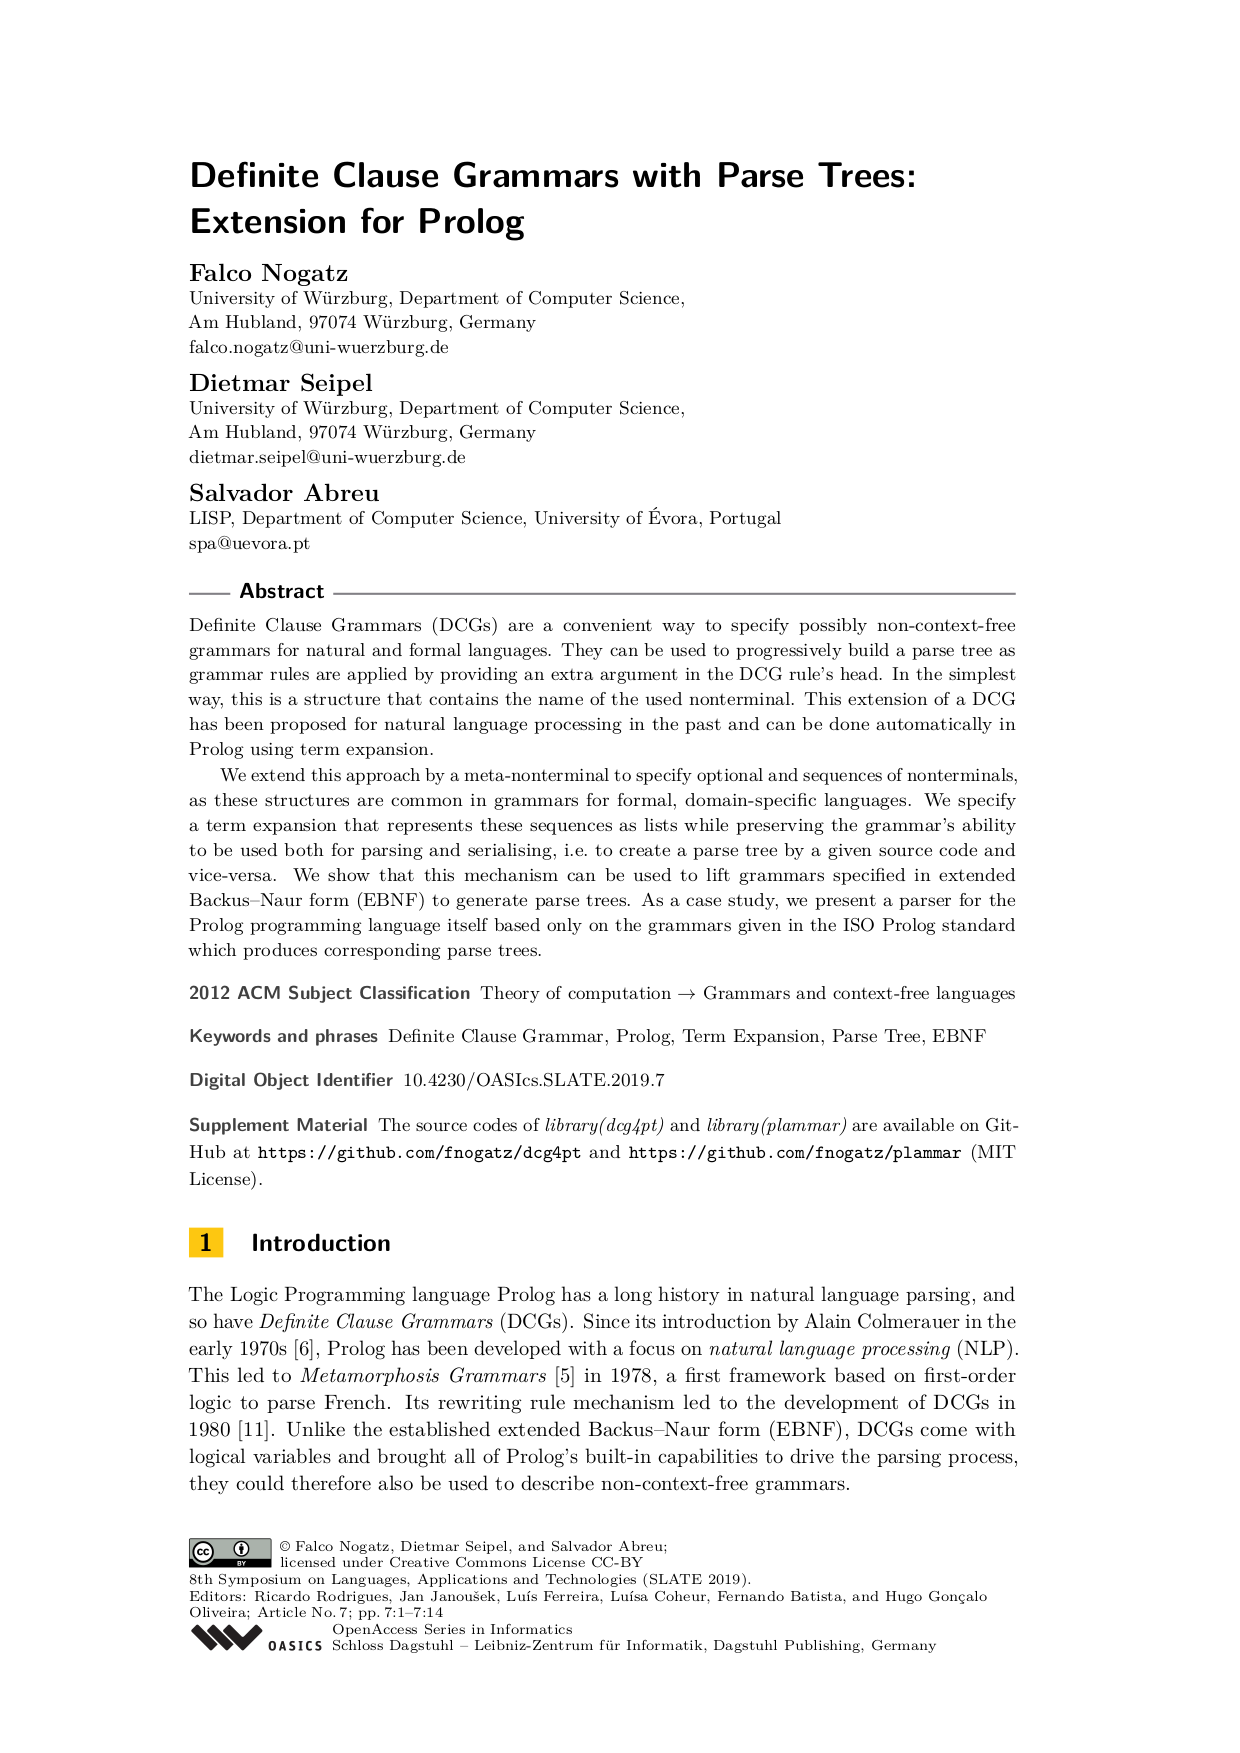 Definite Clause Grammars with Parse Trees:
Extension for Prolog
Falco Nogatz
University of Würzburg, Department of Computer Science,
Am Hubland, 97074 Würzburg, Germany
falco.nogatz@uni-wuerzburg.de
Dietmar Seipel
University of Würzburg, Department of Computer Science,
Am Hubland, 97074 Würzburg, Germany
dietmar.seipel@uni-wuerzburg.de
Salvador Abreu
LISP, Department of Computer Science, University of Évora, Portugal
spa@uevora.pt
Abstract
Definite Clause Grammars (DCGs) are a convenient way to specify possibly non-context-free
grammars for natural and formal languages. They can be used to progressively build a parse tree as
grammar rules are applied by providing an extra argument in the DCG rule's head. In the simplest
way, this is a structure that contains the name of the used nonterminal. This extension of a DCG
has been proposed for natural language processing in the past and can be done automatically in
Prolog using term expansion.
We extend this approach by a meta-nonterminal to specify optional and sequences of nonterminals,
as these structures are common in grammars for formal, domain-specific languages. We specify
a term expansion that represents these sequences as lists while preserving the grammar's ability
to be used both for parsing and serialising, i.e. to create a parse tree by a given source code and
vice-versa. We show that this mechanism can be used to lift grammars specified in extended
Backus–Naur form (EBNF) to generate parse trees. As a case study, we present a parser for the
Prolog programming language itself based only on the grammars given in the ISO Prolog standard
which produces corresponding parse trees.
2012 ACM Subject Classification Theory of computation → Grammars and context-free languages
Keywords and phrases Definite Clause Grammar, Prolog, Term Expansion, Parse Tree, EBNF
Digital Object Identifier 10.4230/OASIcs.SLATE.2019.7
Supplement Material The source codes of library(dcg4pt) and library(plammar) are available on Git-
Hub at https://github.com/fnogatz/dcg4pt and https://github.com/fnogatz/plammar (MIT
License).
1 Introduction
The Logic Programming language Prolog has a long history in natural language parsing, and
so have Definite Clause Grammars (DCGs). Since its introduction by Alain Colmerauer in the
early 1970s [6], Prolog has been developed with a focus on natural language processing (NLP).
This led to Metamorphosis Grammars [5] in 1978, a first framework based on first-order
logic to parse French. Its rewriting rule mechanism led to the development of DCGs in
1980 [11]. Unlike the established extended Backus–Naur form (EBNF), DCGs come with
logical variables and brought all of Prolog's built-in capabilities to drive the parsing process,
they could therefore also be used to describe non-context-free grammars.
cc BY © Falco Nogatz, Dietmar Seipel, and Salvador Abreu;
licensed under Creative Commons License CC-BY
8th Symposium on Languages, Applications and Technologies (SLATE 2019).
Editors: Ricardo Rodrigues, Jan Janoušek, Luís Ferreira, Luísa Coheur, Fernando Batista, and Hugo Gonçalo
Oliveira; Article No. 7; pp. 7:1–7:14
OpenAccess Series in Informatics
OASICS Schloss Dagstuhl – Leibniz-Zentrum für Informatik, Dagstuhl Publishing, Germany